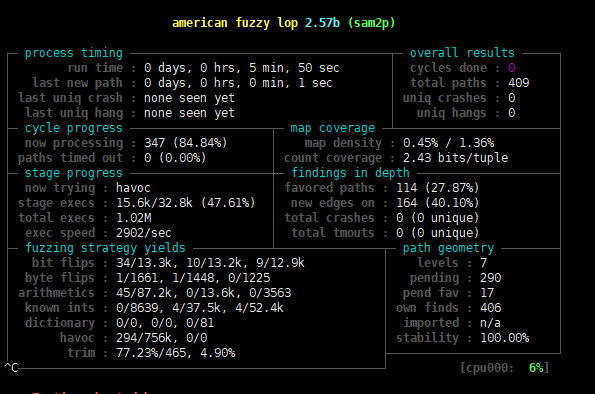 american fuzzy lop 2.57b (sam2p)
process timing overall results
run time : 0 days, 0 hrs, 5 min, 50 sec cycles done : 0
last new path : 0 days, 0 hrs, 0 min, 1 sec total paths : 409
last uniq crash : none seen yet uniq crashes : 0
last uniq hang : none seen yet uniq hangs : 0
cycle progress map coverage
now processing : 347 (84.84%) map density : 0.45% / 1.36%
paths timed out : 0 (0.00%) count coverage : 2.43 bits/tuple
stage progress findings in depth
now trying : havoc favored paths : 114 (27.87%)
stage execs : 15.6k/32.8k (47.61%) new edges on : 164 (40.10%)
total execs : 1.02M total crashes : 0 (0 unique)
exec speed : 2902/sec total tmouts : 0 (0 unique)
fuzzing strategy yields path geometry
bit flips : 34/13.3k, 10/13.2k, 9/12.9k levels : 7
byte flips : 1/1661, 1/1448, 0/1225 pending : 290
arithmetics : 45/87.2k, 0/13.6k, 0/3563 pend fav : 17
known ints : 0/8639, 4/37.5k, 4/52.4k own finds : 406
dictionary : 0/0, 0/0, 0/81 imported : n/a
havoc : 294/756k, 0/0 stability : 100.00%
trim : 77.23%/465, 4.90%
^C [cpu000: 6%]